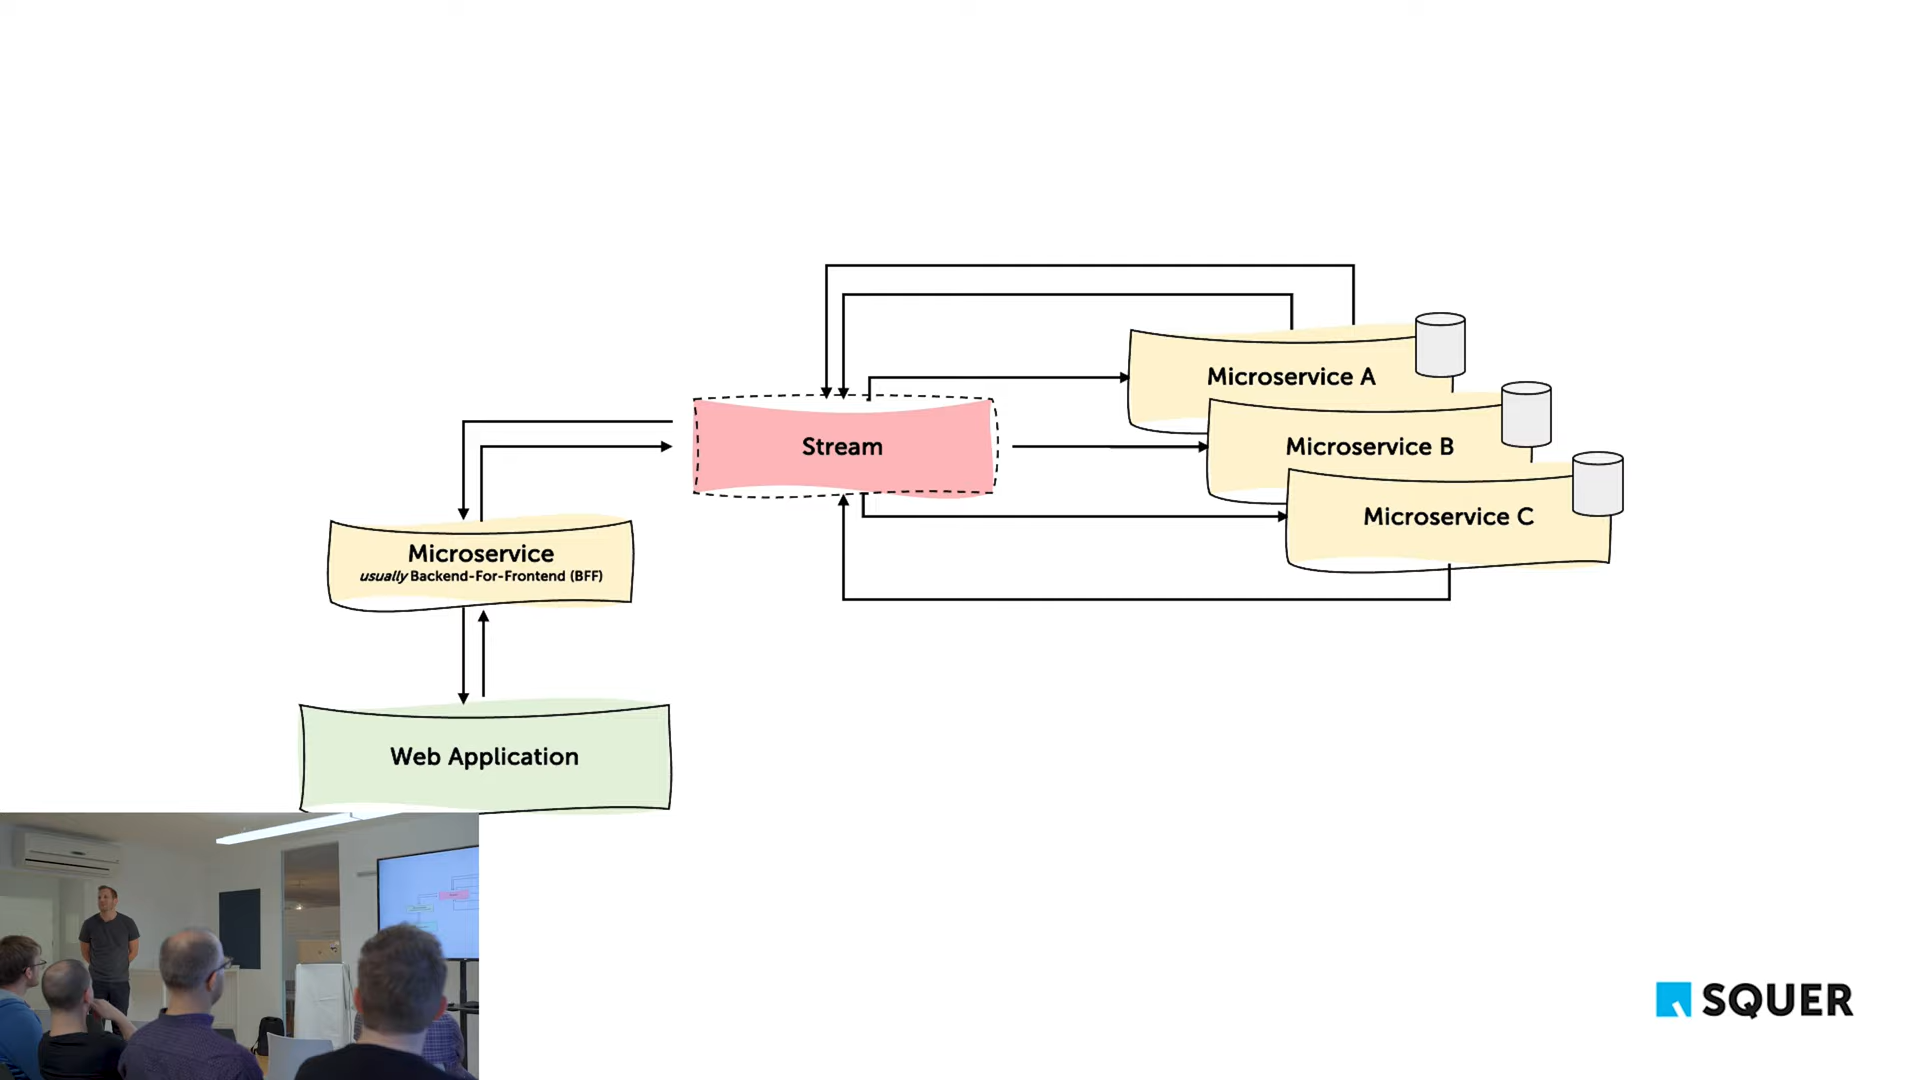 Microservice A
Microservice B
Stream
Microservice C
Microservice
usually Backend-For-Frontend (BFF)
Web Application
SQUER